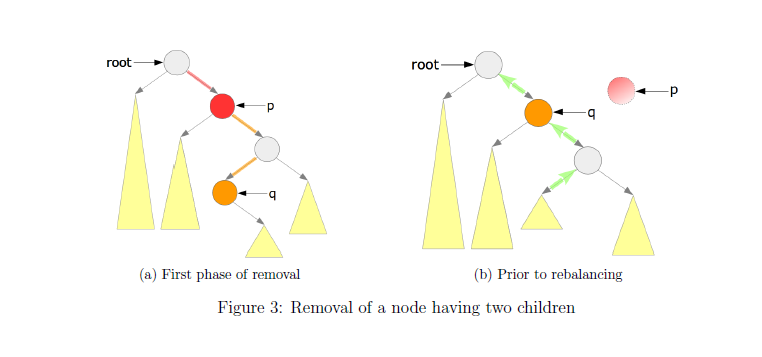 root
p
q
root
p
q
(a) First phase of removal
(b) Prior to rebalancing
Figure 3: Removal of a node having two children